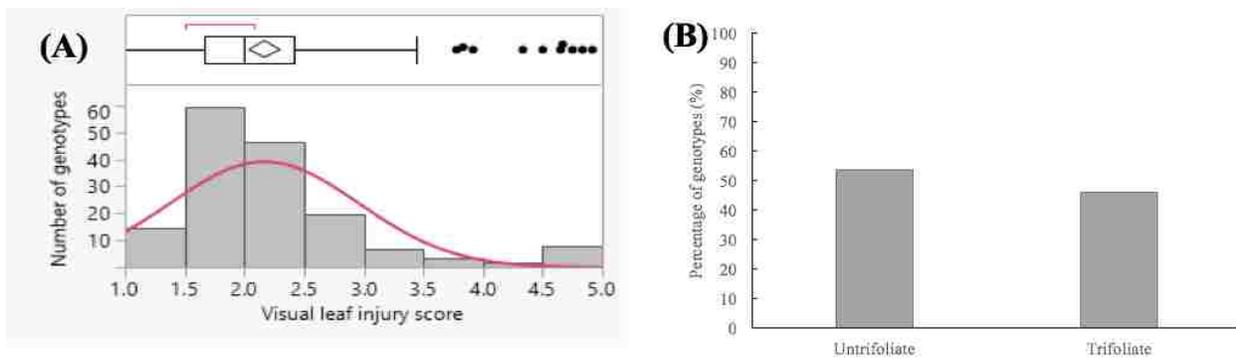 (A)
Number of genotypes
60
50
40
30
20
10
1.0 1.5 2.0 2.5 3.0 3.5 4.0 4.5 5.0
Visual leaf injury score
(B)
Percentage of genotypes (%)
100
90
80
70
60
50
40
30
20
10
0
Untrifoliate Trifoliate